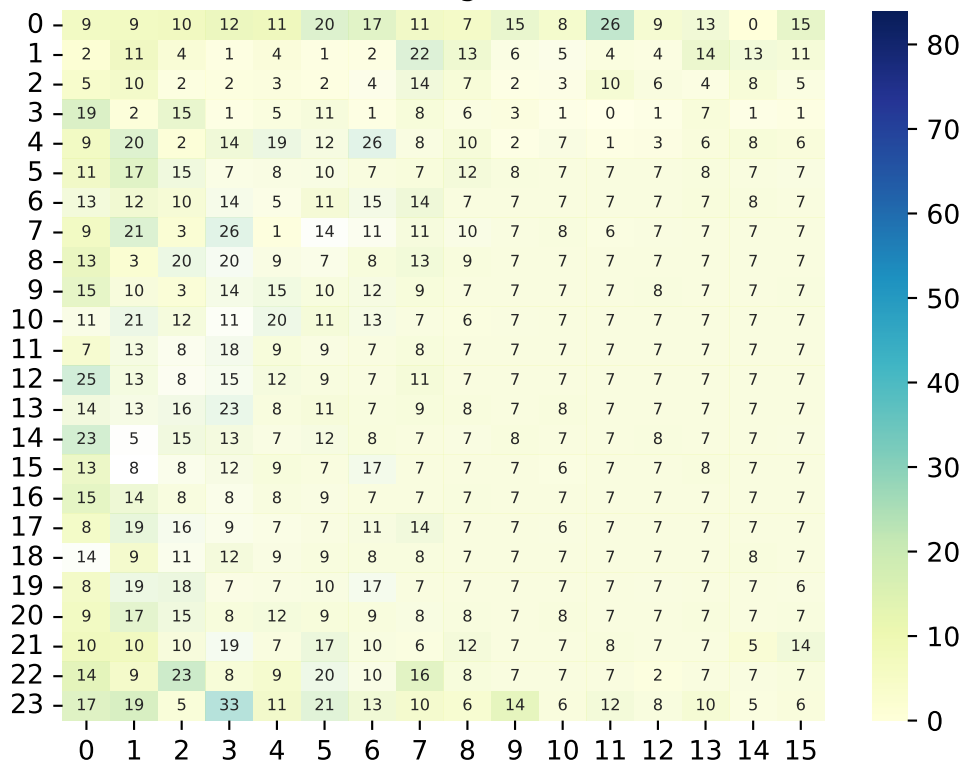 0 9 9 10 12 11 20 17 11 7 15 8 26 9 13 0 15
1 2 11 4 1 4 1 2 22 13 6 5 4 4 14 13 11
2 5 10 2 2 3 2 4 14 7 2 3 10 6 4 8 5
3 19 2 15 1 5 11 1 8 6 3 1 0 1 7 1 1
4 9 20 2 14 19 12 26 8 10 2 7 1 3 6 8 6
5 11 17 15 7 8 10 7 7 12 8 7 7 7 8 7 7
6 13 12 10 14 5 11 15 14 7 7 7 7 7 7 8 7
7 9 21 3 26 1 14 11 11 10 7 8 6 7 7 7 7
8 13 3 20 20 9 7 8 13 9 7 7 7 7 7 7 7
9 15 10 3 14 15 10 12 9 7 7 7 7 8 7 7 7
10 11 21 12 11 20 11 13 7 6 7 7 7 7 7 7 7
11 7 13 8 18 9 9 7 8 7 7 7 7 7 7 7 7
12 25 13 8 15 12 9 7 11 7 7 7 7 7 7 7 7
13 14 13 16 23 8 11 7 9 8 7 8 7 7 7 7 7
14 23 5 15 13 7 12 8 7 7 8 7 7 8 7 7 7
15 13 8 8 12 9 7 17 7 7 7 6 7 7 8 7 7
16 15 14 8 8 8 9 7 7 7 7 7 7 7 7 7 7
17 8 19 16 9 7 7 11 14 7 7 6 7 7 7 7 7
18 14 9 11 12 9 9 8 8 7 7 7 7 7 7 8 7
19 8 19 18 7 7 10 17 7 7 7 7 7 7 7 7 6
20 9 17 15 8 12 9 9 8 8 7 8 7 7 7 7 7
21 10 10 10 19 7 17 10 6 12 7 7 8 7 7 5 14
22 14 9 23 8 9 20 10 16 8 7 7 7 2 7 7 7
23 17 19 5 33 11 21 13 10 6 14 6 12 8 10 5 6
0 1 2 3 4 5 6 7 8 9 10 11 12 13 14 15
80
70
60
50
40
30
20
10
0